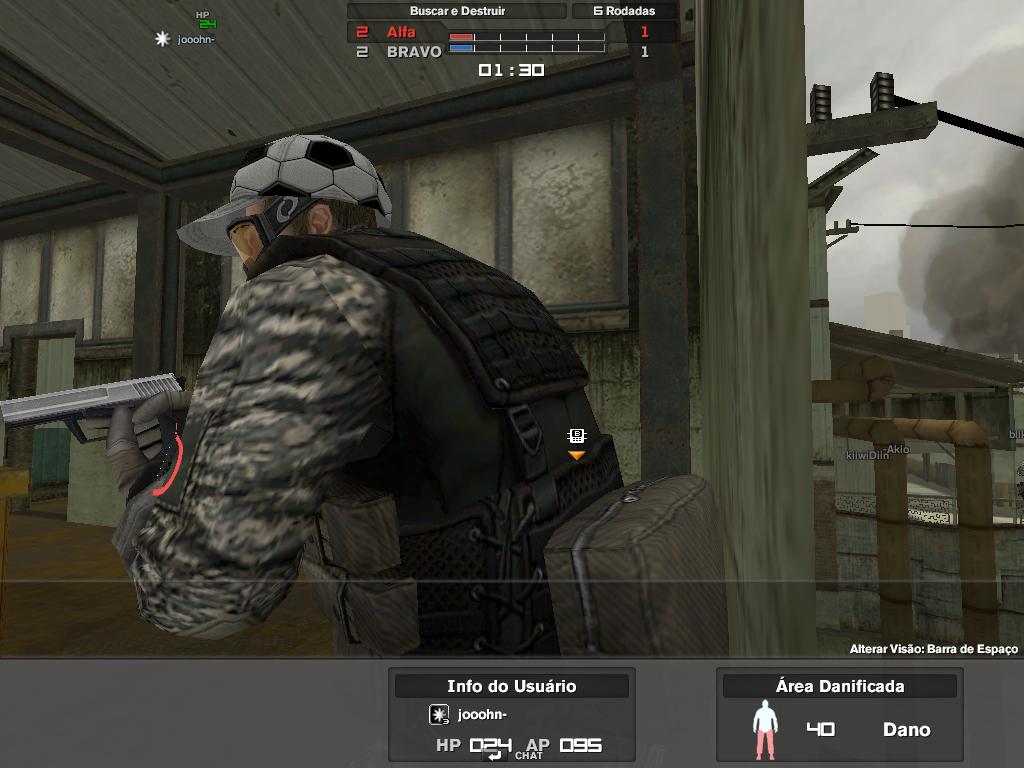 Buscar e Destruir 6 Rodadas
HP
24
jooohn-
2 Alfa 1
2 BRAVO 1
01:30
B
-Akio
kiiwiDiin
Alterar Visão: Barra de Espaço
Info do Usuário
jooohn-
HP 024 AP 095
CHAT
Área Danificada
40 Dano